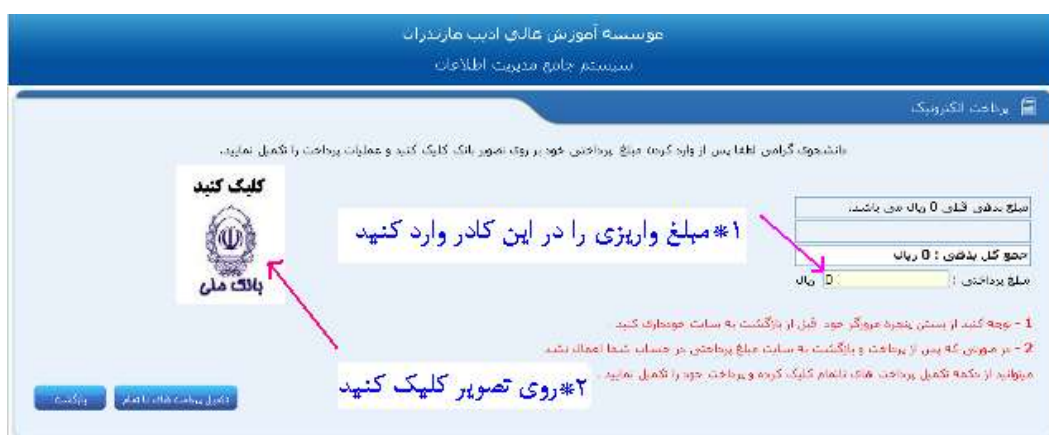 موسسه آموزش عالی ادیب مازندران
سیستم جامع مدیریت اطلاعات
پرداخت الکترونیک
دانشجوی گرامی لطفا پس از وارد کردن مبلغ پرداختی خود بر روی تصویر بانک کلیک کنید و عملیات پرداخت را تکمیل نمایید.
کلیک کنید
بانک ملی
مبلغ بدهی قبلی 0 ریال می باشد.
جمع کل بدهی : 0 ریال
مبلغ پرداختی : 0 ریال
۱*مبلغ واریزی را در این کادر وارد کنید
1 - توجه کنید از بستن پنجره مرورگر خود قبل از بازگشت به سایت خودداری کنید
2 - در صورتی که پس از پرداخت و بازگشت به سایت مبلغ پرداختی در حساب شما اعمال نشد
میتوانید از دکمه تکمیل پرداخت های ناتمام کلیک کرده و پرداخت خود را تکمیل نمایید .
۲*روی تصویر کلیک کنید
تکمیل پرداخت های نا تمام
بازگشت